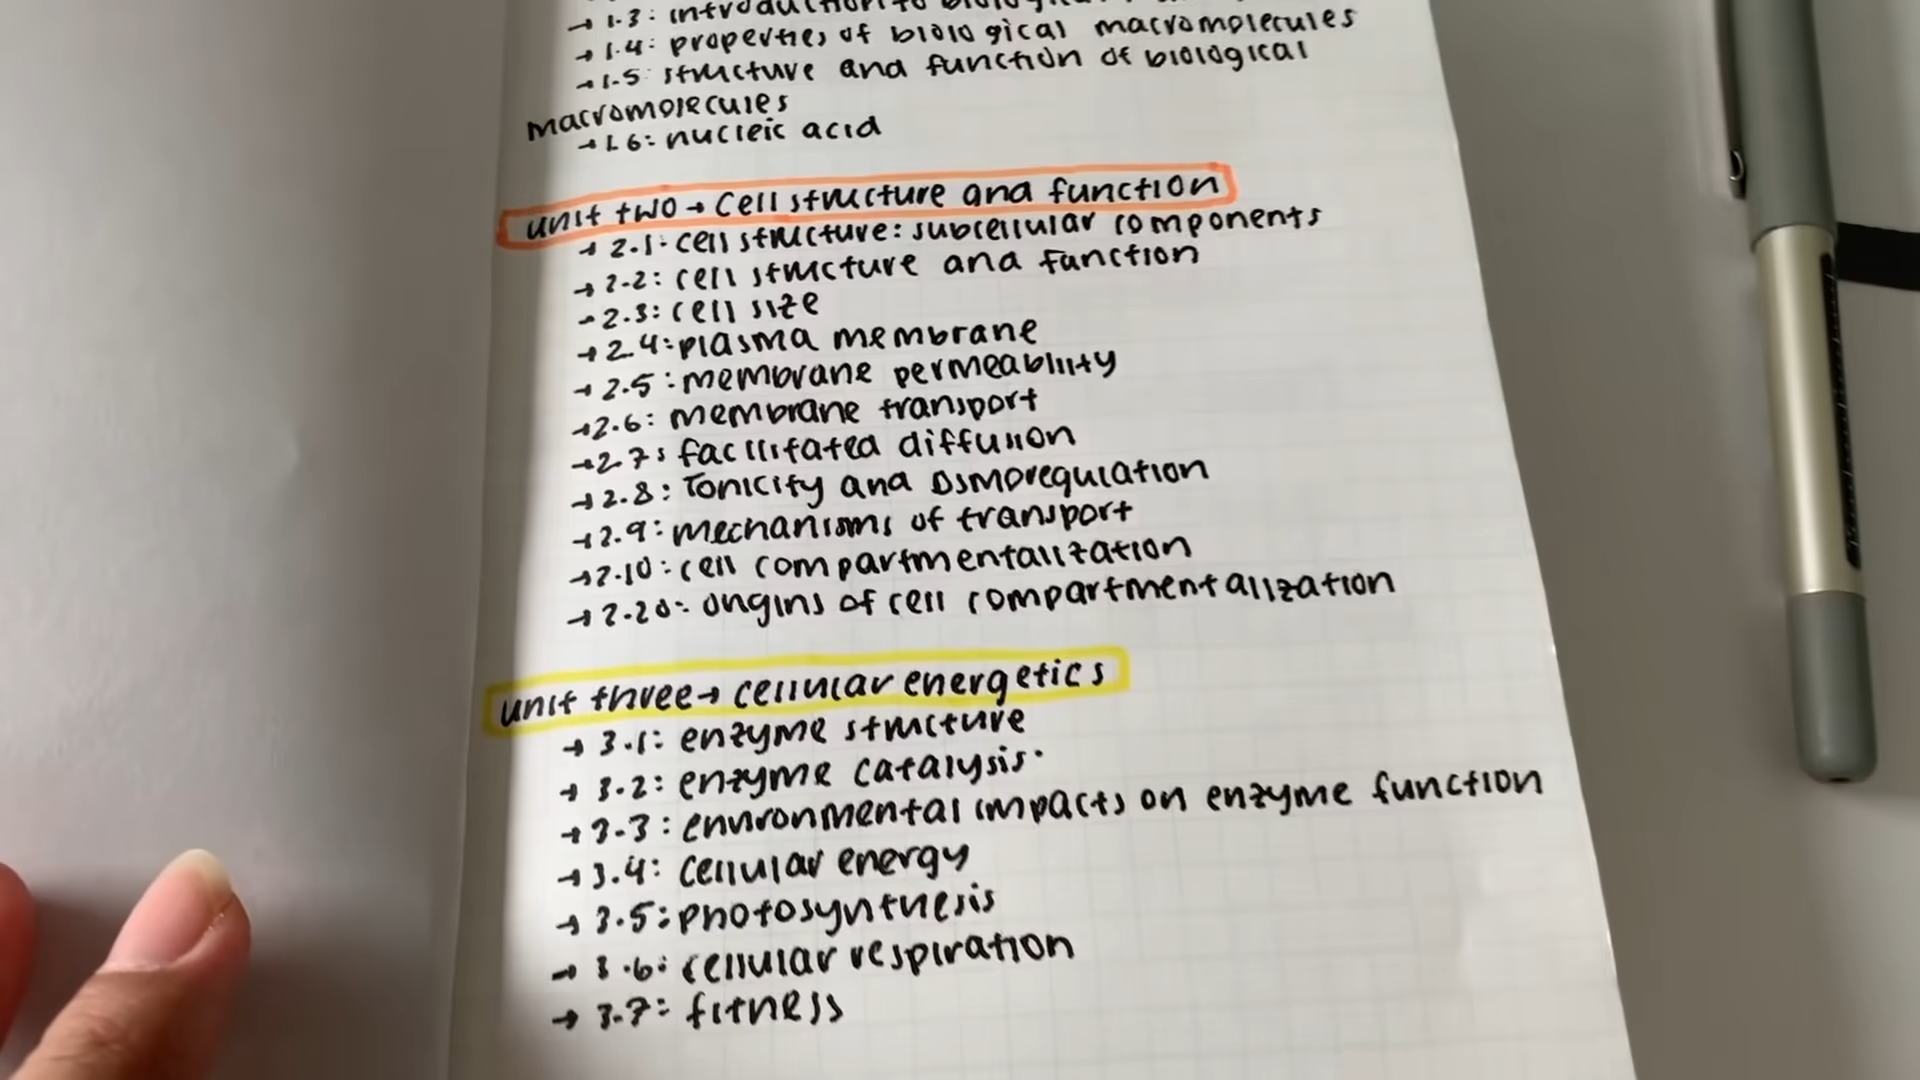 → 1.3: introduction to
→ 1.4: properties of biological macromolecules
→ 1.5: structure and function of biological
macromolecules
→ 1.6: nucleic acid
unit two → cell structure and function
→ 2.1: cell structure: subcellular components
→ 2.2: cell structure and function
→ 2.3: cell size
→ 2.4: plasma membrane
→ 2.5: membrane permeability
→ 2.6: membrane transport
→ 2.7: facilitated diffusion
→ 2.8: Tonicity and osmoregulation
→ 2.9: mechanisms of transport
→ 2.10: cell compartmentalization
→ 2.20: origins of cell compartmentalization
unit three → cellular energetics
→ 3.1: enzyme structure
→ 3.2: enzyme catalysis.
→ 3.3: environmental impacts on enzyme function
→ 3.4: cellular energy
→ 3.5: photosynthesis
→ 3.6: cellular respiration
→ 3.7: fitness